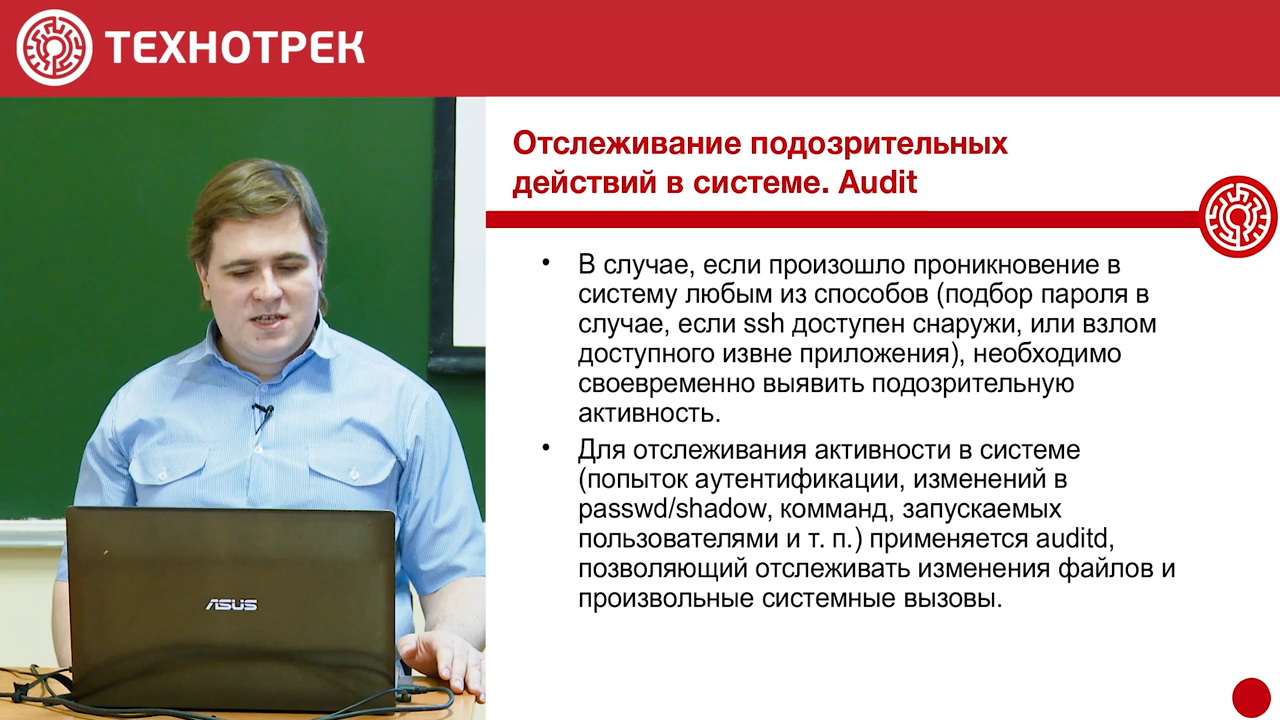 ТЕХНОТРЕК
Отслеживание подозрительных
действий в системе. Audit
• В случае, если произошло проникновение в
систему любым из способов (подбор пароля в
случае, если ssh доступен снаружи, или взлом
доступного извне приложения), необходимо
своевременно выявить подозрительную
активность.
• Для отслеживания активности в системе
(попыток аутентификации, изменений в
passwd/shadow, комманд, запускаемых
пользователями и т. п.) применяется auditd,
позволяющий отслеживать изменения файлов и
произвольные системные вызовы.
ASUS